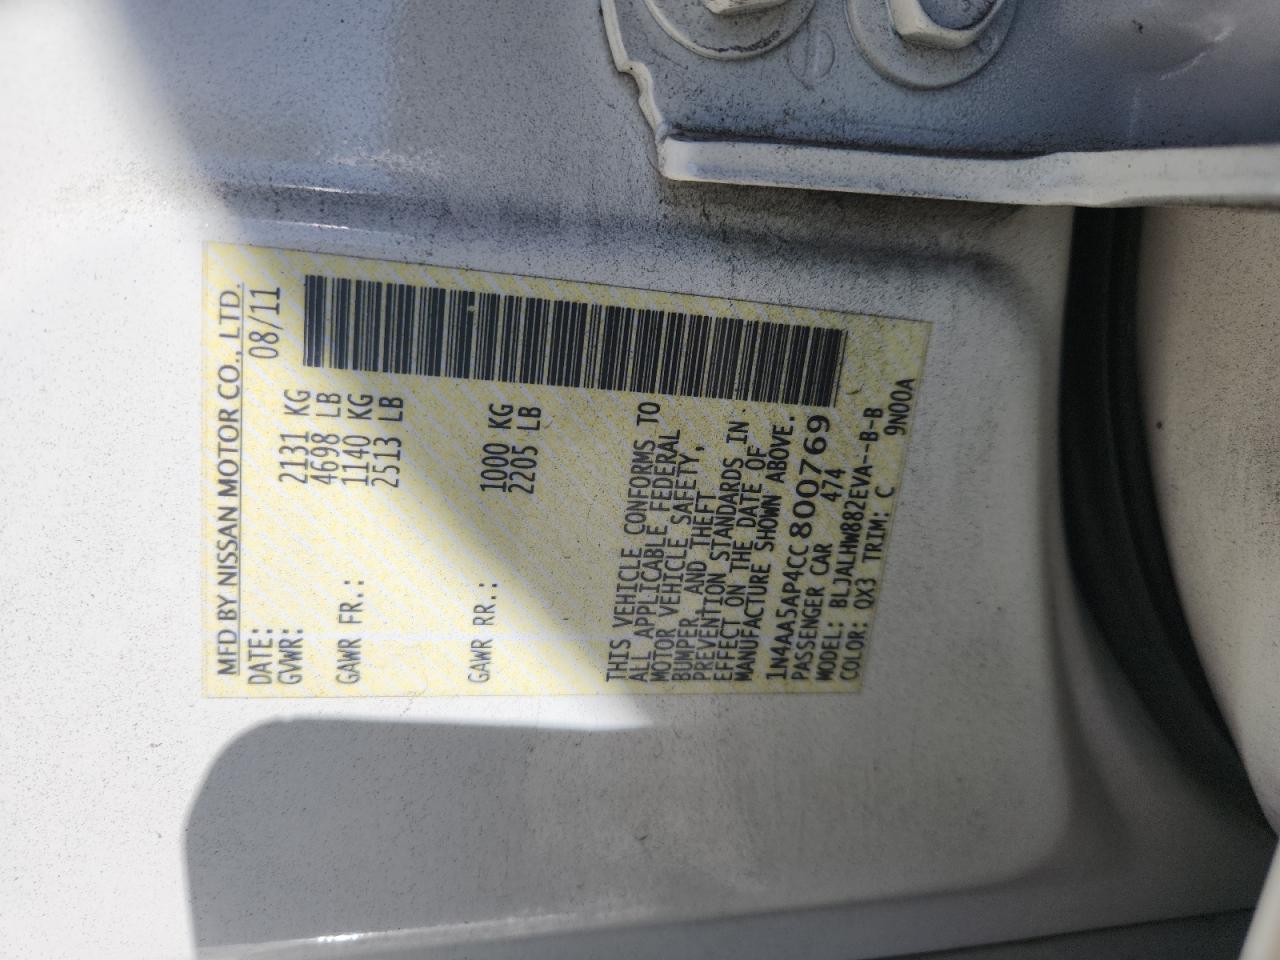 MFD BY NISSAN MOTOR CO., LTD.
DATE: 08/11
GVWR: 2131 KG
4698 LB
GAWR FR.: 1140 KG
2513 LB
GAWR RR.: 1000 KG
2205 LB
THIS VEHICLE CONFORMS TO
ALL APPLICABLE FEDERAL
MOTOR VEHICLE SAFETY,
BUMPER, AND THEFT
PREVENTION STANDARDS IN
EFFECT ON THE DATE OF
MANUFACTURE SHOWN ABOVE.
1N4AA5AP4CC800769
PASSENGER CAR 474
MODEL: BLJALHW882EVA--B-B
COLOR: QX3 TRIM: C 9N00A